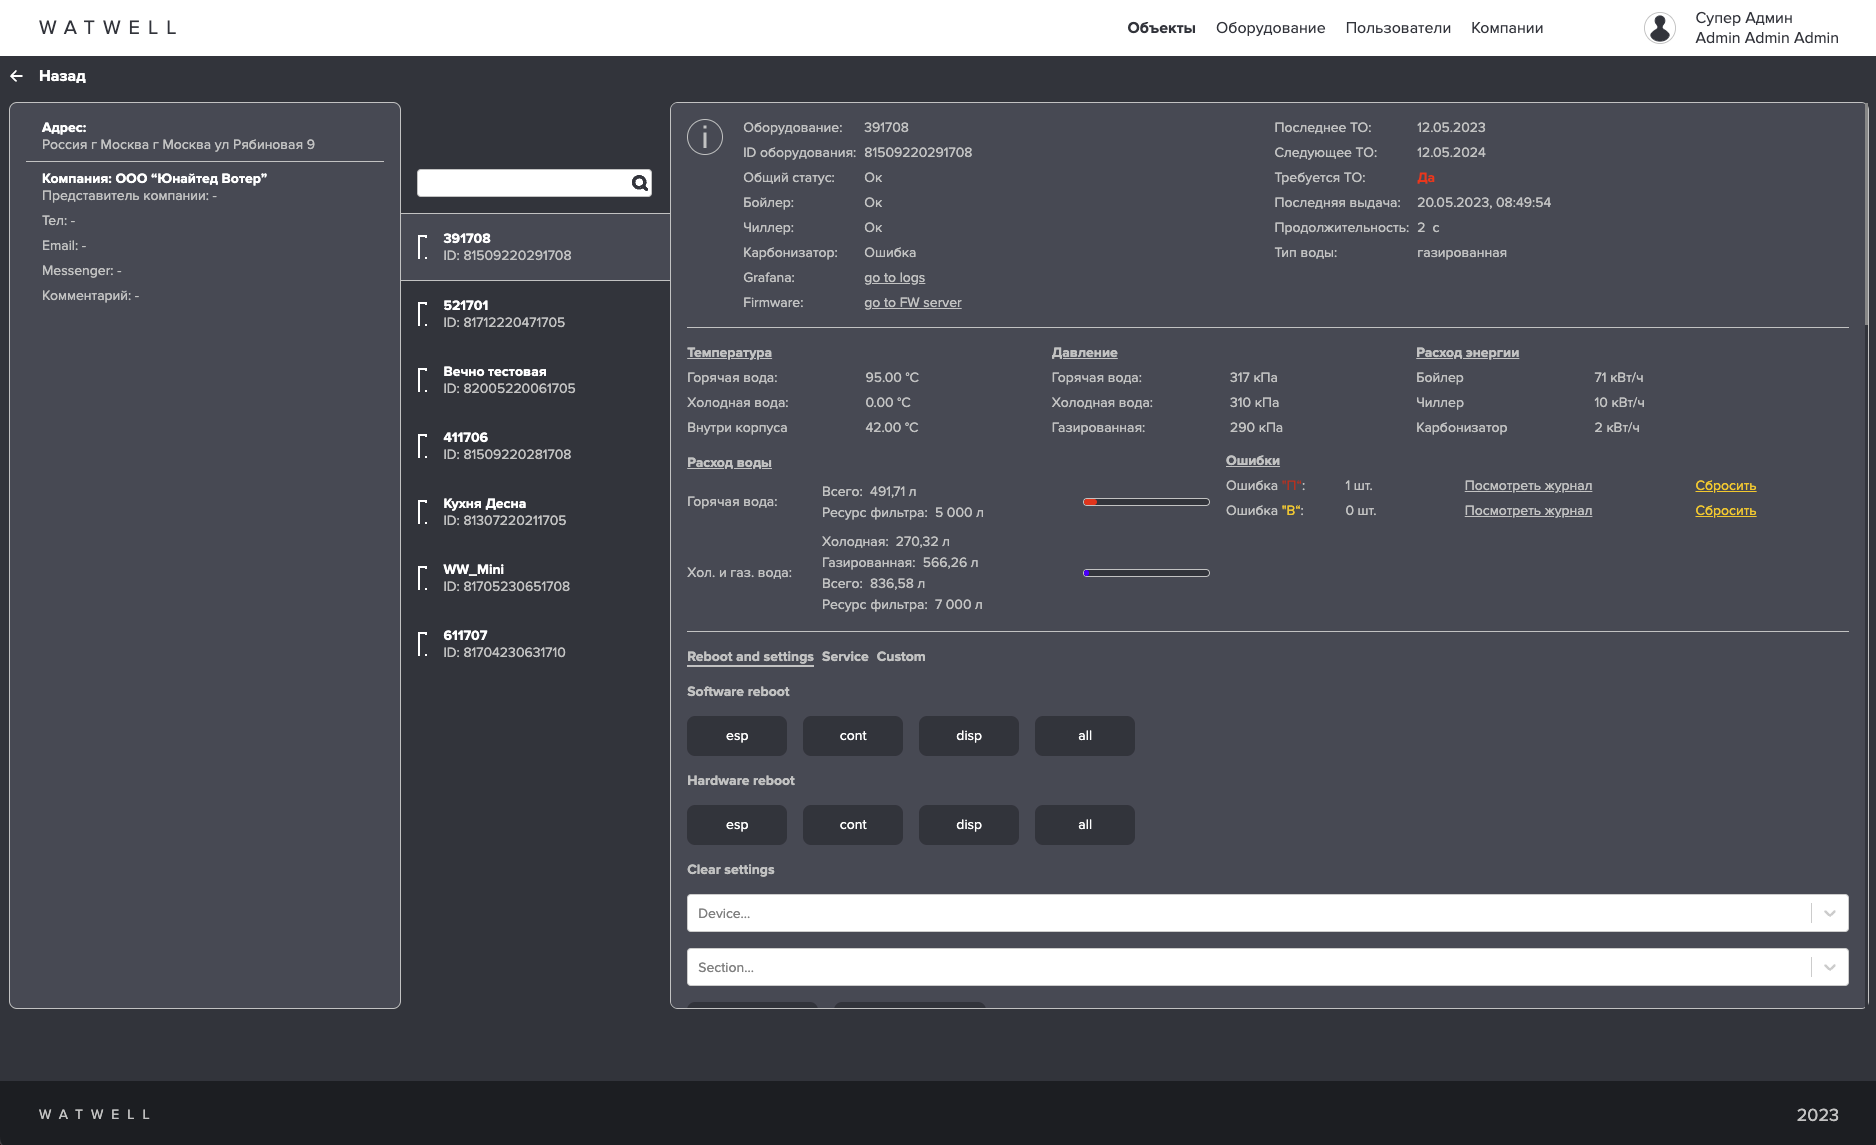 WATWELL
Объекты Оборудование Пользователи Компании
Супер Админ
Admin Admin Admin
Назад
Адрес:
Россия г Москва г Москва ул Рябиновая 9
Компания: ООО “Юнайтед Вотер”
Представитель компании: -
Тел: -
Email: -
Messenger: -
Комментарий: -
391708
ID: 81509220291708
521701
ID: 81712220471705
Вечно тестовая
ID: 82005220061705
411706
ID: 81509220281708
Кухня Десна
ID: 81307220211705
WW_Mini
ID: 81705230651708
611707
ID: 81704230631710
Оборудование: 391708
ID оборудования: 81509220291708
Общий статус: Ок
Бойлер: Ок
Чиллер: Ок
Карбонизатор: Ошибка
Grafana: go to logs
Firmware: go to FW server
Последнее ТО: 12.05.2023
Следующее ТО: 12.05.2024
Требуется ТО: Да
Последняя выдача: 20.05.2023, 08:49:54
Продолжительность: 2 с
Тип воды: газированная
Температура
Горячая вода: 95.00 °C
Холодная вода: 0.00 °C
Внутри корпуса 42.00 °C
Давление
Горячая вода: 317 кПа
Холодная вода: 310 кПа
Газированная: 290 кПа
Расход энергии
Бойлер 71 кВт/ч
Чиллер 10 кВт/ч
Карбонизатор 2 кВт/ч
Расход воды
Горячая вода:
Всего: 491,71 л
Ресурс фильтра: 5 000 л
Хол. и газ. вода:
Холодная: 270,32 л
Газированная: 566,26 л
Всего: 836,58 л
Ресурс фильтра: 7 000 л
Ошибки
Ошибка "П": 1 шт. Посмотреть журнал Сбросить
Ошибка "В": 0 шт. Посмотреть журнал Сбросить
Reboot and settings Service Custom
Software reboot
esp cont disp all
Hardware reboot
esp cont disp all
Clear settings
Device...
Section...
WATWELL
2023